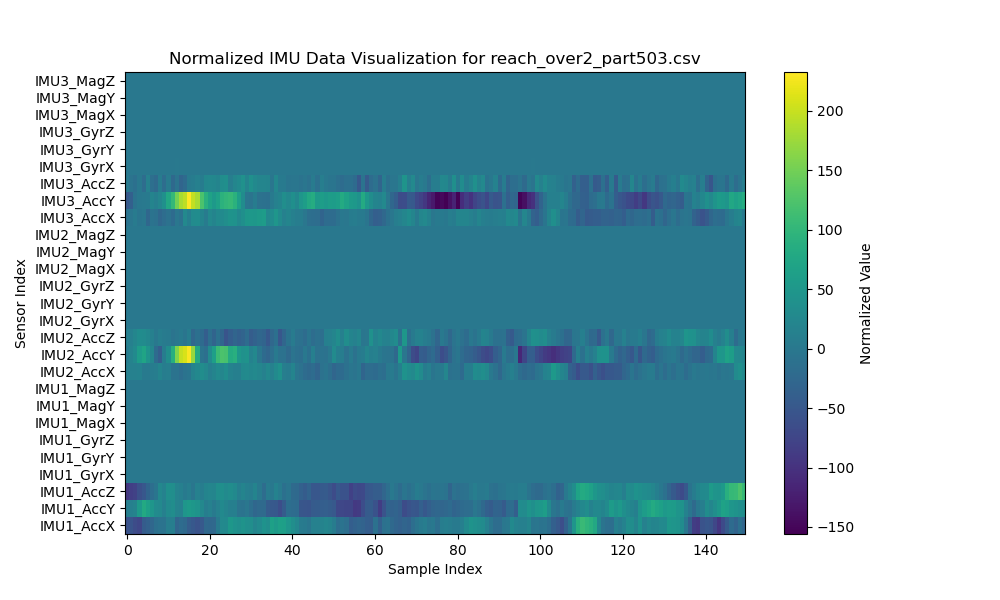 Normalized IMU Data Visualization for reach_over2_part503.csv
IMU3_MagZ
IMU3_MagY
IMU3_MagX
IMU3_GyrZ
IMU3_GyrY
IMU3_GyrX
IMU3_AccZ
IMU3_AccY
IMU3_AccX
IMU2_MagZ
IMU2_MagY
IMU2_MagX
IMU2_GyrZ
IMU2_GyrY
IMU2_GyrX
IMU2_AccZ
IMU2_AccY
IMU2_AccX
IMU1_MagZ
IMU1_MagY
IMU1_MagX
IMU1_GyrZ
IMU1_GyrY
IMU1_GyrX
IMU1_AccZ
IMU1_AccY
IMU1_AccX
Sensor Index
0 20 40 60 80 100 120 140
Sample Index
200
150
100
50
0
−50
−100
−150
Normalized Value